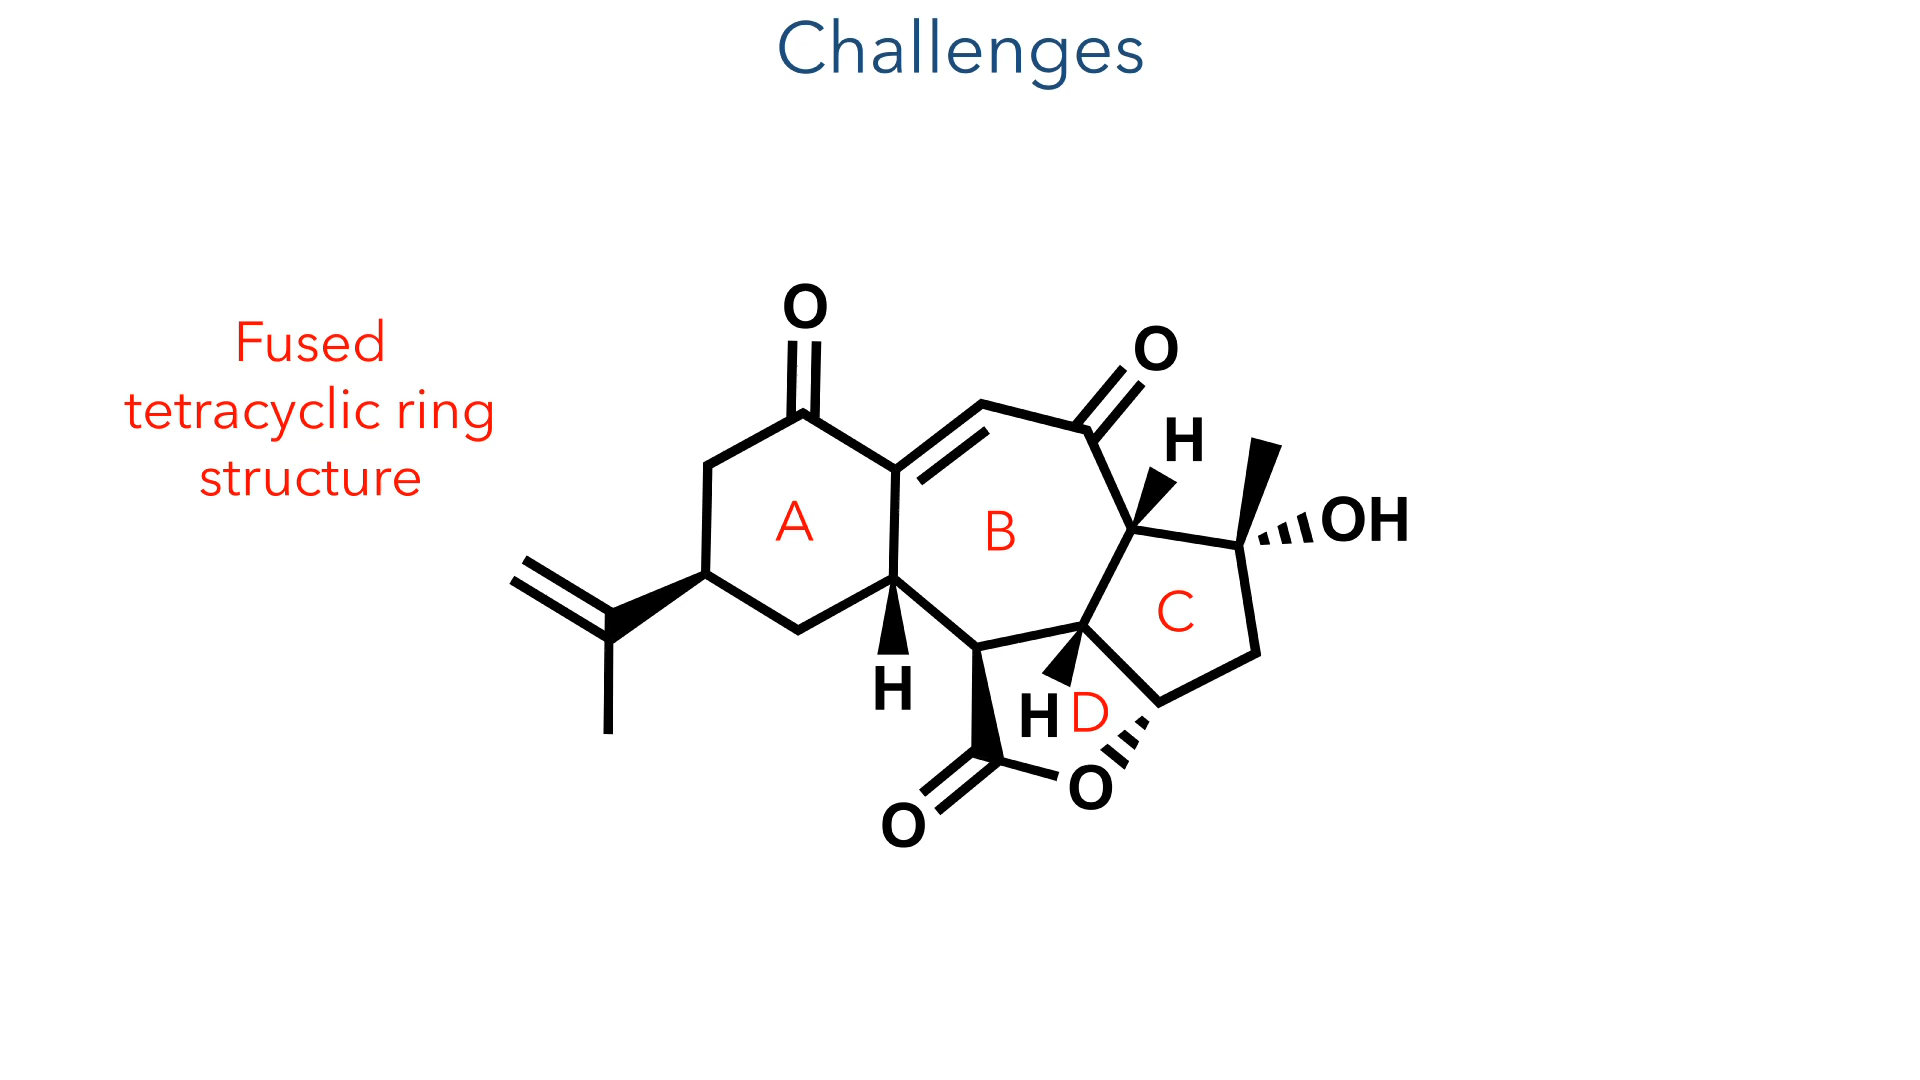 Challenges
Fused
tetracyclic ring
structure
O
O
H
OH
A
B
C
H
H
D
O
O